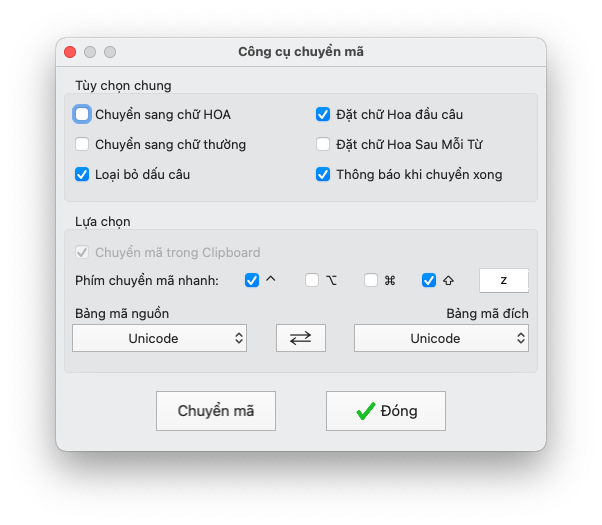 Công cụ chuyển mã
Tùy chọn chung
Chuyển sang chữ HOA
Đặt chữ Hoa đầu câu
Chuyển sang chữ thường
Đặt chữ Hoa Sau Mỗi Từ
Loại bỏ dấu câu
Thông báo khi chuyển xong
Lựa chọn
Chuyển mã trong Clipboard
Phím chuyển mã nhanh: ^ ⌥ ⌘ ⇧ z
Bảng mã nguồn
Bảng mã đích
Unicode
Unicode
Chuyển mã
Đóng